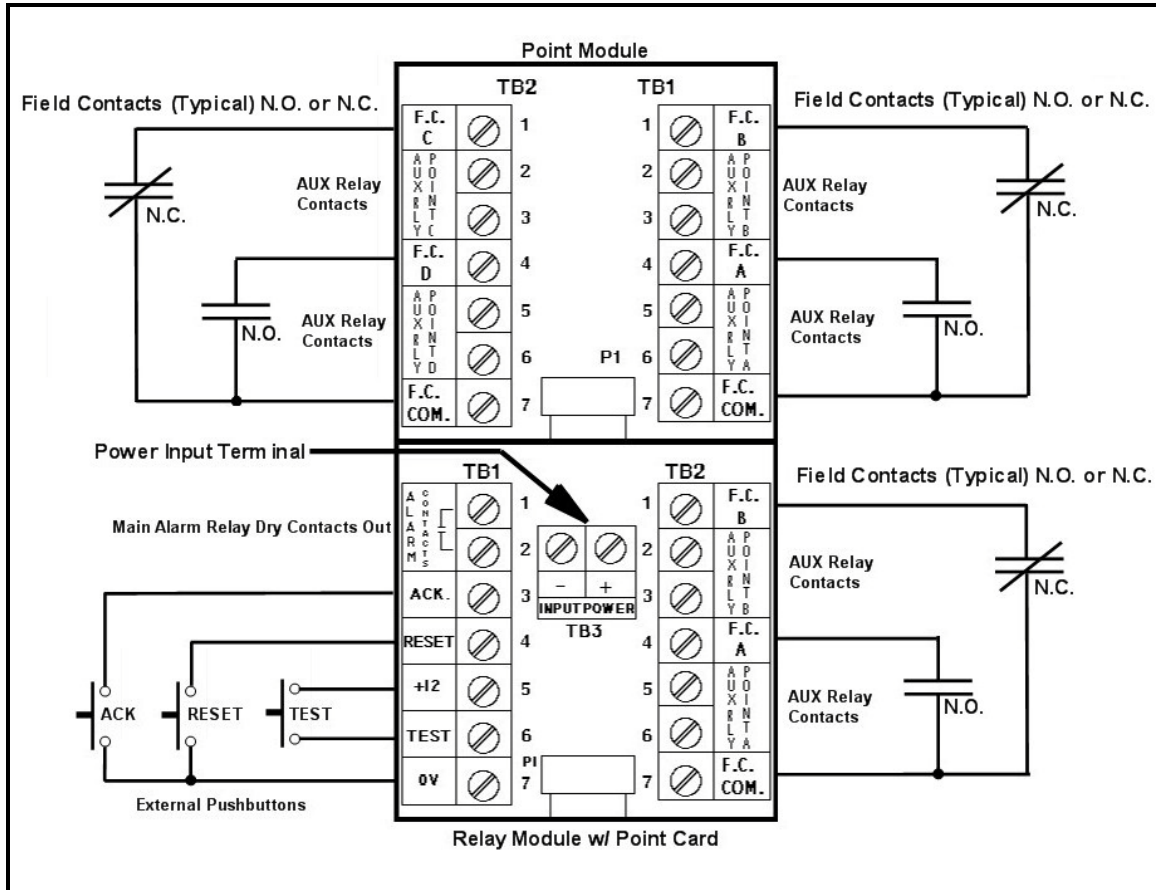 Point Module
TB2 TB1
Field Contacts (Typical) N.O. or N.C.
Field Contacts (Typical) N.O. or N.C.
F.C.
C
1
AUX RLY
POINT C
2
3
F.C.
D
4
AUX RLY
POINT D
5
6
F.C.
COM.
7
AUX Relay
Contacts
N.C.
AUX Relay
Contacts
N.O.
1
F.C.
B
2
AUX RLY
POINT B
3
4
F.C.
A
5
AUX RLY
POINT A
P1 6
7
F.C.
COM.
AUX Relay
Contacts
N.C.
AUX Relay
Contacts
N.O.
Power Input Terminal
TB1 TB2
Main Alarm Relay Dry Contacts Out
ALARM
CONTACTS
1
2
ACK.
3
RESET
4
+12
5
TEST
6
0V
P1
7
- +
INPUT POWER
TB3
ACK RESET TEST
External Pushbuttons
Field Contacts (Typical) N.O. or N.C.
1
F.C.
B
2
AUX RLY
POINT B
3
4
F.C.
A
5
AUX RLY
POINT A
6
7
F.C.
COM.
AUX Relay
Contacts
N.C.
AUX Relay
Contacts
N.O.
Relay Module w/ Point Card